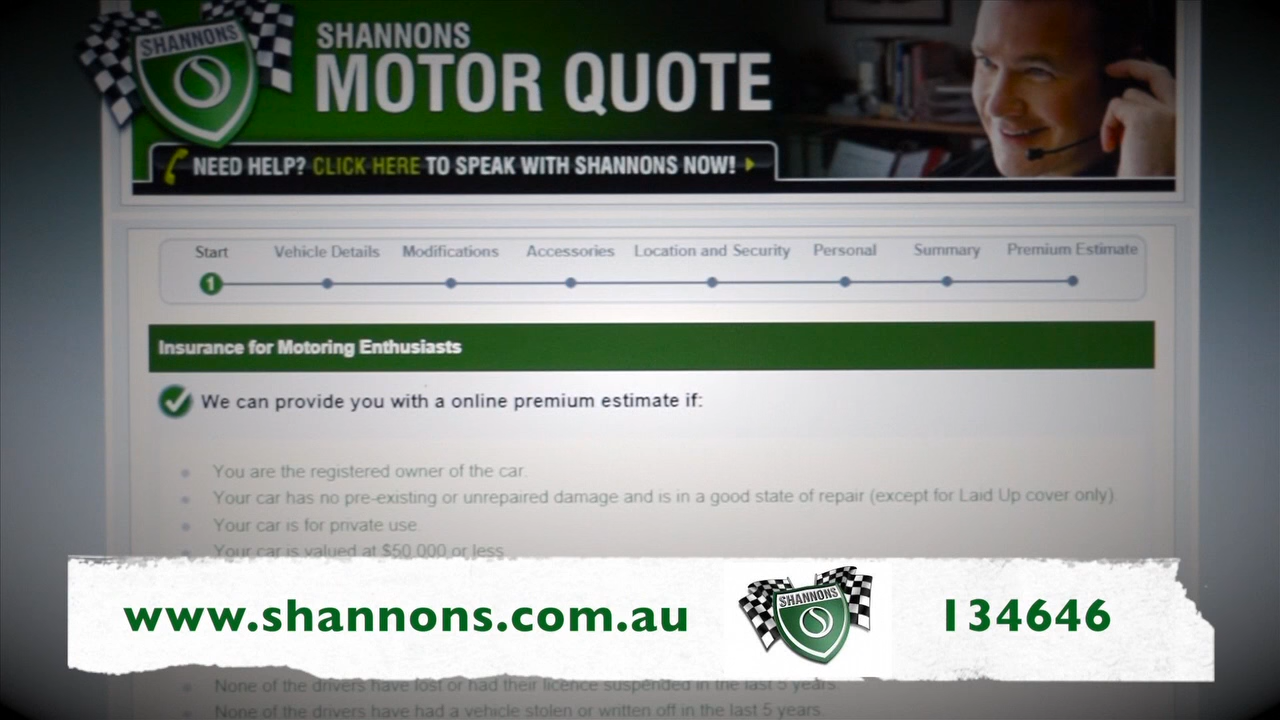 SHANNONS
SHANNONS
MOTOR QUOTE
NEED HELP? CLICK HERE TO SPEAK WITH SHANNONS NOW!
Start Vehicle Details Modifications Accessories Location and Security Personal Summary Premium Estimate
1
Insurance for Motoring Enthusiasts
We can provide you with a online premium estimate if:
You are the registered owner of the car.
Your car has no pre-existing or unrepaired damage and is in a good state of repair (except for Laid Up cover only)
Your car is for private use.
Your car is valued at $50,000 or less
www.shannons.com.au SHANNONS 134646
None of the drivers have lost or had their licence suspended in the last 5 years.
None of the drivers have had a vehicle stolen or written off in the last 5 years.